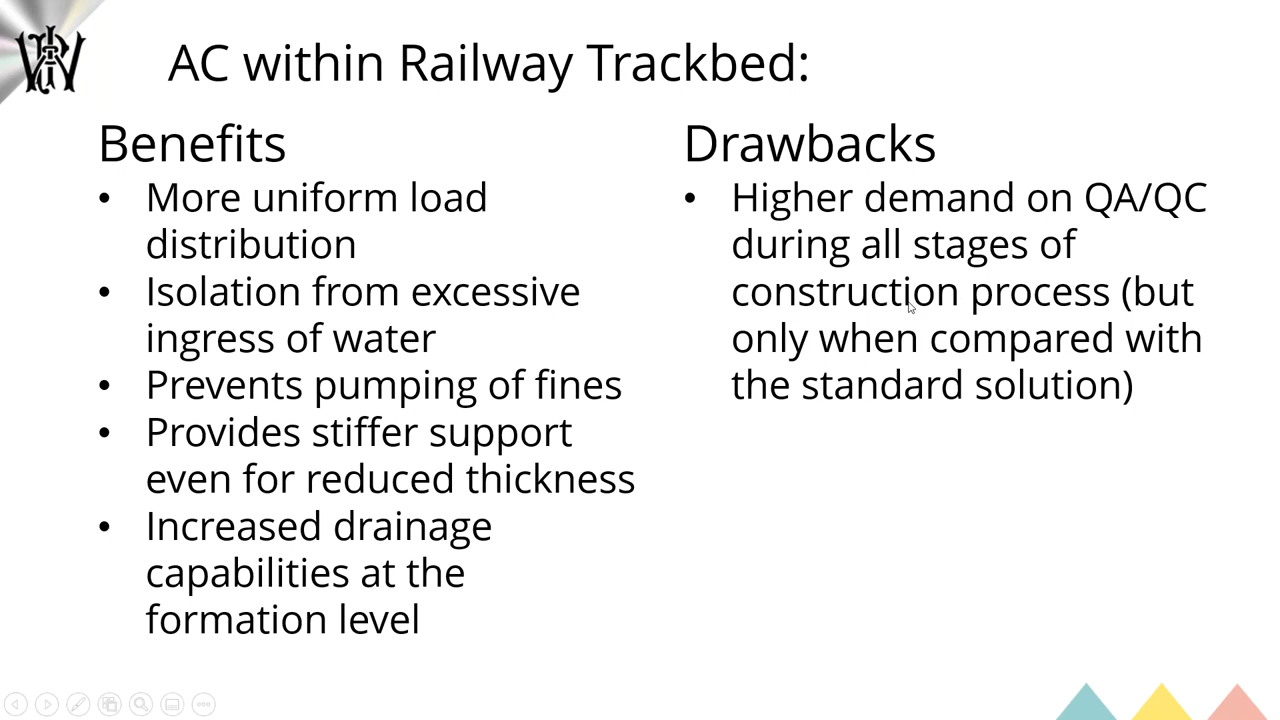 AC within Railway Trackbed:
Benefits
• More uniform load
distribution
• Isolation from excessive
ingress of water
• Prevents pumping of fines
• Provides stiffer support
even for reduced thickness
• Increased drainage
capabilities at the
formation level
Drawbacks
• Higher demand on QA/QC
during all stages of
construction process (but
only when compared with
the standard solution)